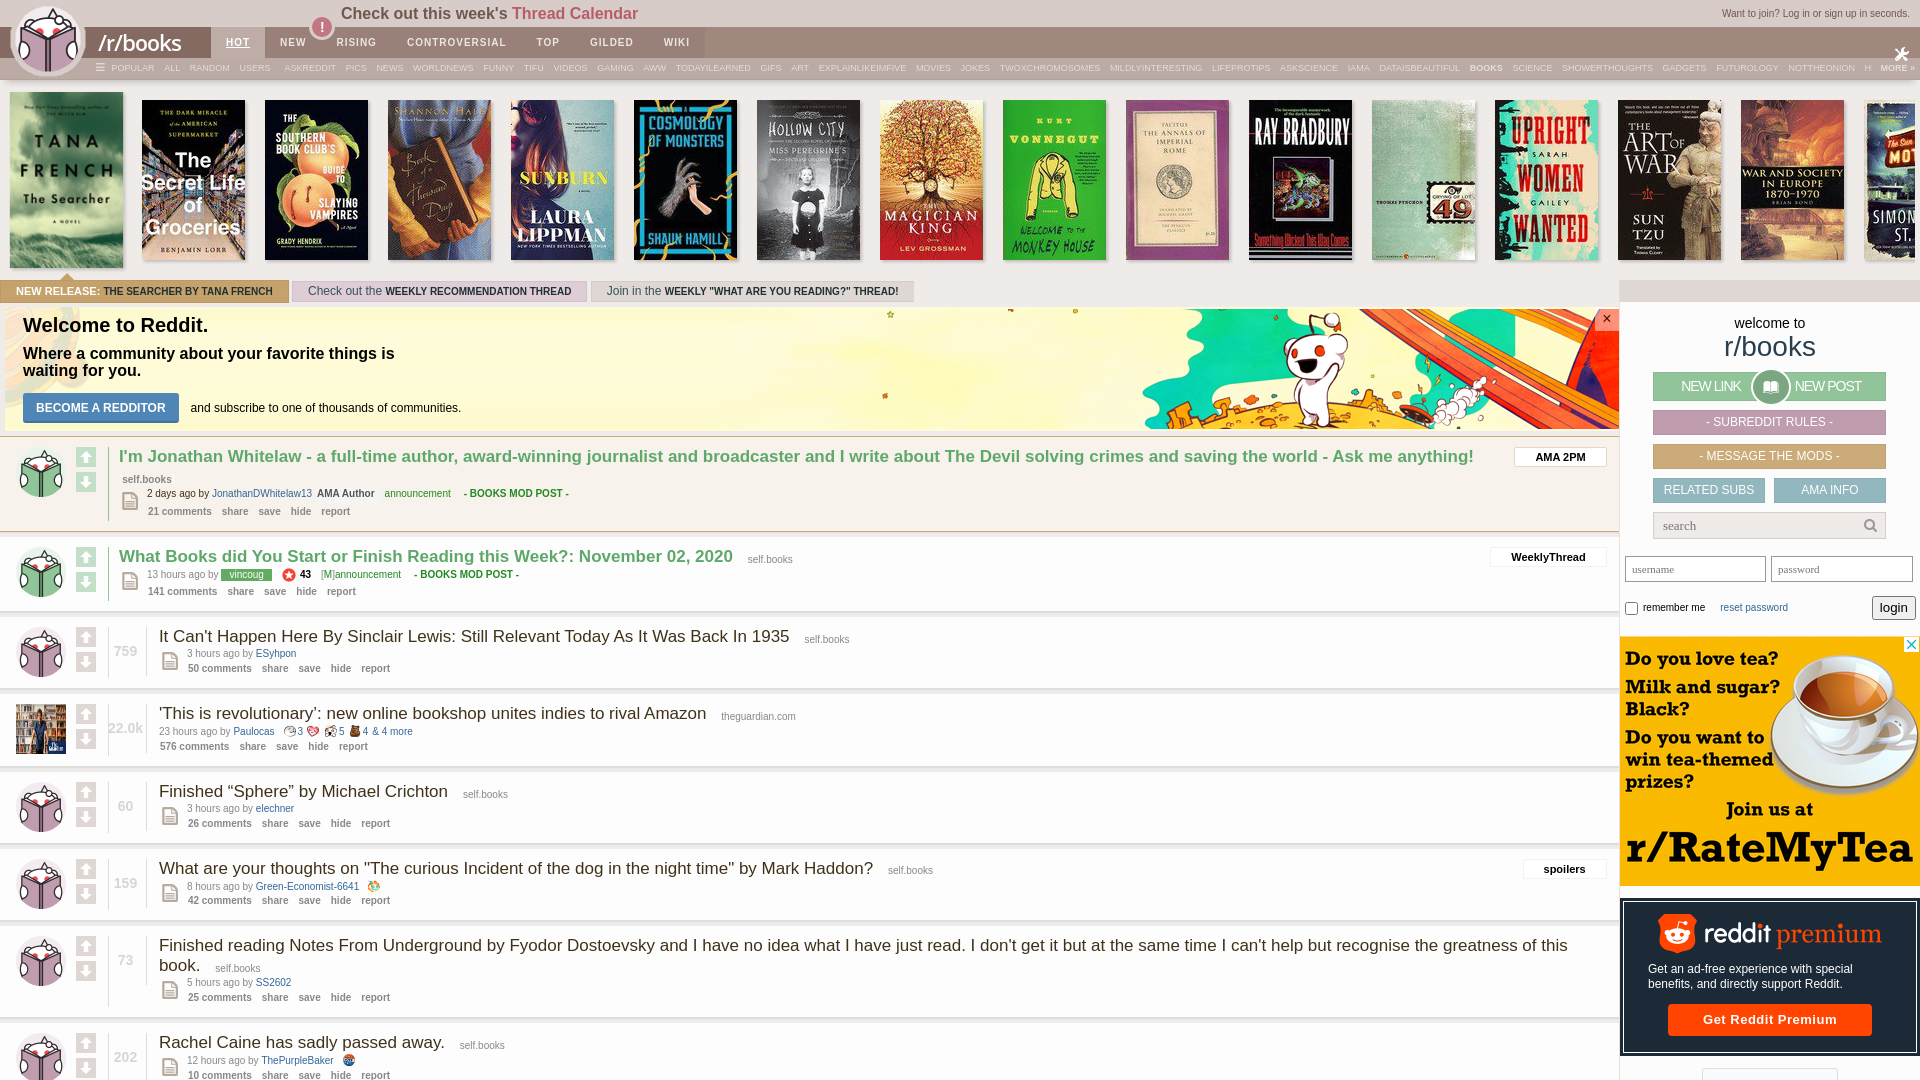 Check out this week's Thread Calendar
Want to join? Log in or sign up in seconds.
/r/books
HOT NEW RISING CONTROVERSIAL TOP GILDED WIKI
!
☰ POPULAR ALL RANDOM USERS ASKREDDIT PICS NEWS WORLDNEWS FUNNY TIFU VIDEOS GAMING AWW TODAYILEARNED GIFS ART EXPLAINLIKEIMFIVE MOVIES JOKES TWOXCHROMOSOMES MILDLYINTERESTING LIFEPROTIPS ASKSCIENCE IAMA DATAISBEAUTIFUL BOOKS SCIENCE SHOWERTHOUGHTS GADGETS FUTUROLOGY NOTTHEONION H MORE »
TANA
FRENCH
The Searcher
A NOVEL
THE DARK MIRACLE
of the AMERICAN
SUPERMARKET
The
Secret Life
of
Groceries
BENJAMIN LORR
THE
SOUTHERN
BOOK CLUB'S
GUIDE
TO
SLAYING
VAMPIRES
GRADY HENDRIX
SHANNON HALE
Book
of a
Thousand
Days
SUNBURN
LAURA
LIPPMAN
NEW YORK TIMES BESTSELLING AUTHOR
COSMOLOGY
OF MONSTERS
SHAUN HAMILL
HOLLOW CITY
MISS PEREGRINE'S
THE
MAGICIAN
KING
LEV GROSSMAN
KURT
VONNEGUT
WELCOME TO THE
MONKEY HOUSE
TACITUS
THE ANNALS OF
IMPERIAL
ROME
RAY BRADBURY
Something Wicked This Way Comes
THOMAS PYNCHON
CRYING OF LOT
49
UPRIGHT
SARAH
WOMEN
GAILEY
WANTED
THE
ART OF
WAR
SUN
TZU
Translated by
THOMAS CLEARY
WAR AND SOCIETY
IN EUROPE
1870-1970
BRIAN BOND
The Sun
MOT
SIMON
ST.
NEW RELEASE: THE SEARCHER BY TANA FRENCH
Check out the WEEKLY RECOMMENDATION THREAD
Join in the WEEKLY "WHAT ARE YOU READING?" THREAD!
Welcome to Reddit.
Where a community about your favorite things is
waiting for you.
BECOME A REDDITOR and subscribe to one of thousands of communities.
×
I'm Jonathan Whitelaw - a full-time author, award-winning journalist and broadcaster and I write about The Devil solving crimes and saving the world - Ask me anything!
AMA 2PM
self.books
2 days ago by JonathanDWhitelaw13 AMA Author announcement - BOOKS MOD POST -
21 comments share save hide report
What Books did You Start or Finish Reading this Week?: November 02, 2020 self.books
WeeklyThread
13 hours ago by vincoug 43 [M]announcement - BOOKS MOD POST -
141 comments share save hide report
759
It Can't Happen Here By Sinclair Lewis: Still Relevant Today As It Was Back In 1935 self.books
3 hours ago by ESyhpon
50 comments share save hide report
22.0k
'This is revolutionary’: new online bookshop unites indies to rival Amazon theguardian.com
23 hours ago by Paulocas 3 5 4 & 4 more
576 comments share save hide report
60
Finished “Sphere” by Michael Crichton self.books
3 hours ago by elechner
26 comments share save hide report
159
What are your thoughts on "The curious Incident of the dog in the night time" by Mark Haddon? self.books
spoilers
8 hours ago by Green-Economist-6641
42 comments share save hide report
73
Finished reading Notes From Underground by Fyodor Dostoevsky and I have no idea what I have just read. I don't get it but at the same time I can't help but recognise the greatness of this
book. self.books
5 hours ago by SS2602
25 comments share save hide report
202
Rachel Caine has sadly passed away. self.books
12 hours ago by ThePurpleBaker
10 comments share save hide report
welcome to
r/books
NEW LINK NEW POST
- SUBREDDIT RULES -
- MESSAGE THE MODS -
RELATED SUBS AMA INFO
search
username password
remember me reset password login
Do you love tea?
Milk and sugar?
Black?
Do you want to
win tea-themed
prizes?
Join us at
r/RateMyTea
reddit premium
Get an ad-free experience with special
benefits, and directly support Reddit.
Get Reddit Premium